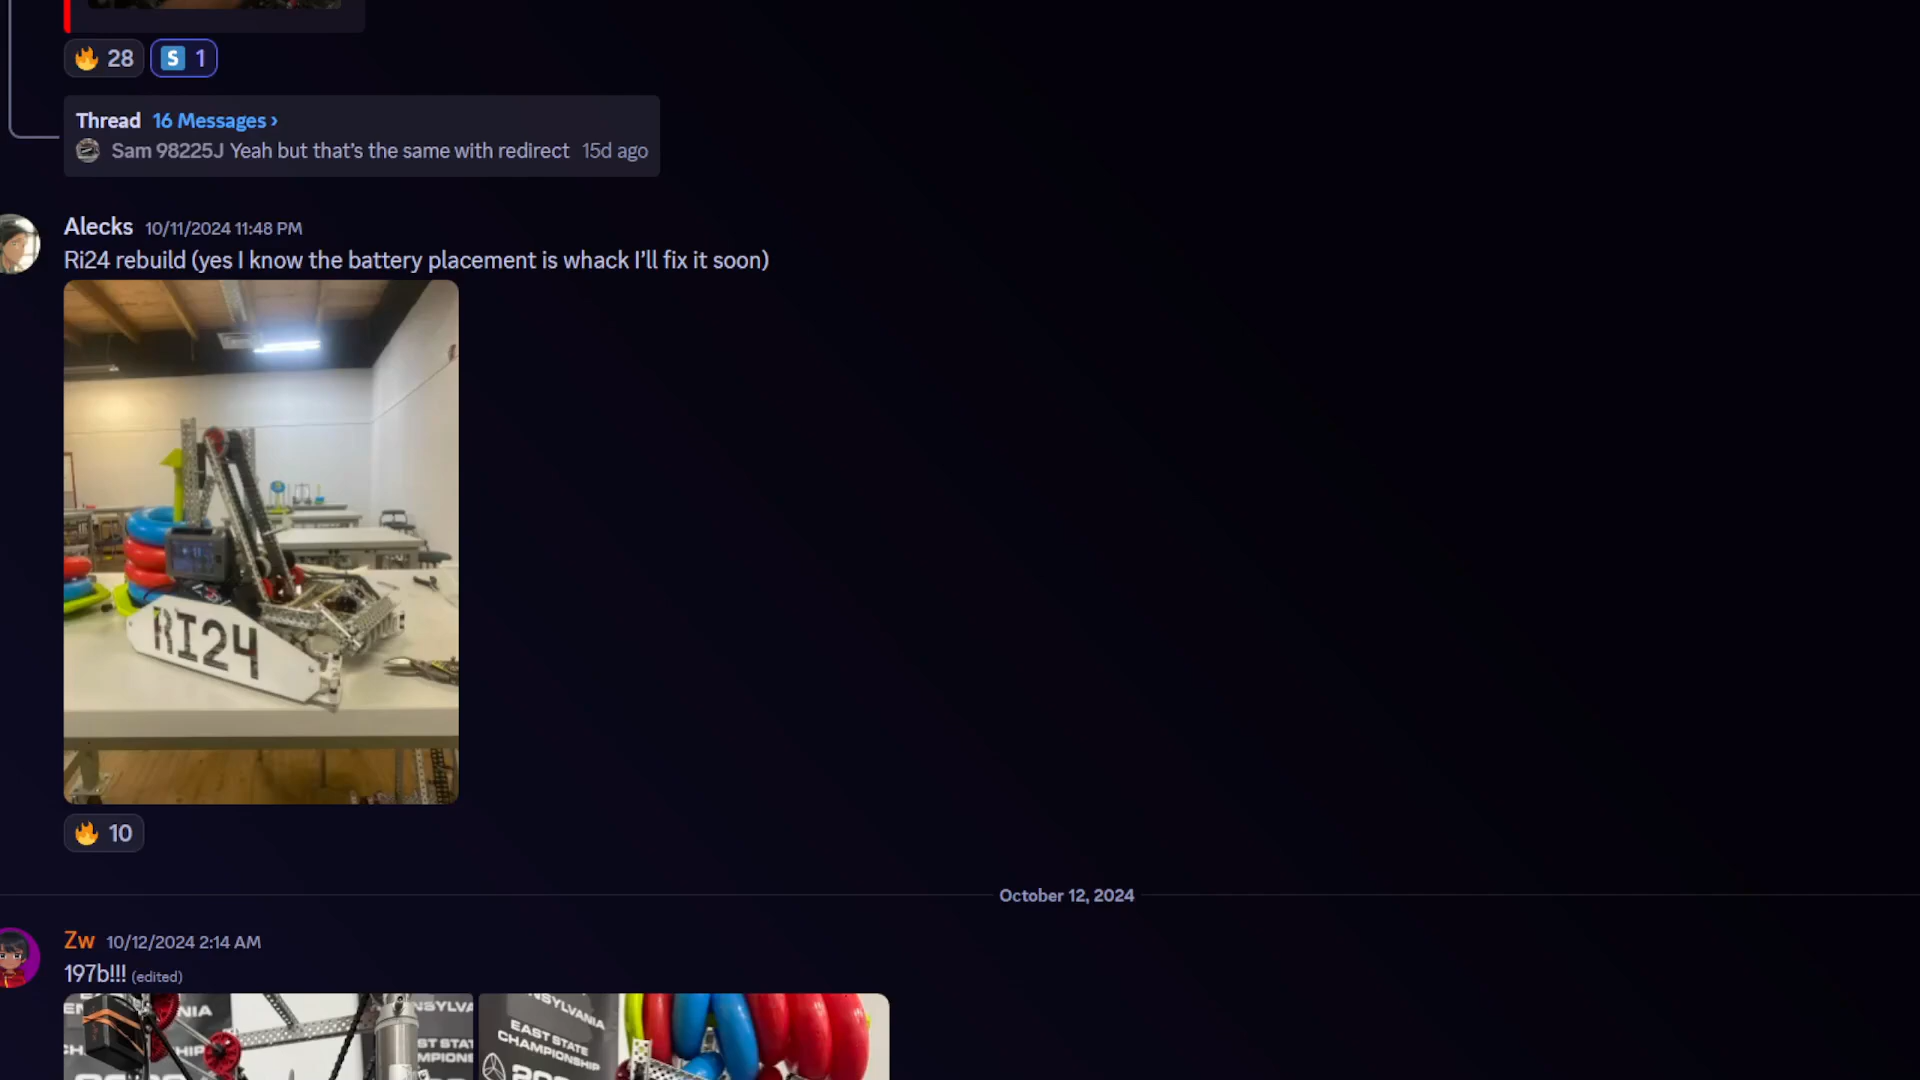 28
S 1
Thread 16 Messages ›
Sam 98225J Yeah but that's the same with redirect 15d ago
Alecks 10/11/2024 11:48 PM
Ri24 rebuild (yes I know the battery placement is whack I'll fix it soon)
RI24
10
October 12, 2024
Zw 10/12/2024 2:14 AM
197b!!! (edited)
NSYLVANIA
EAST STATE
CHAMPIONSHIP